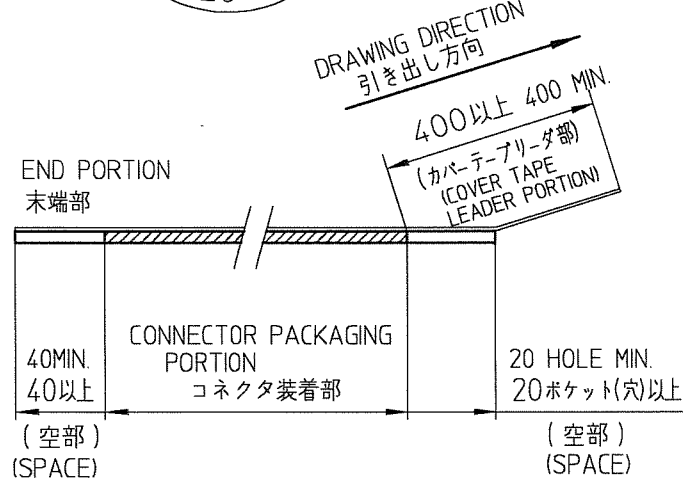 DRAWING DIRECTION
引き出し方向
400以上 400 MIN.
(カバーテープリーダ部)
(COVER TAPE
LEADER PORTION)
END PORTION
末端部
CONNECTOR PACKAGING
PORTION
コネクタ装着部
40MIN.
40以上
(空部)
(SPACE)
20 HOLE MIN.
20ポケット(穴)以上
(空部)
(SPACE)